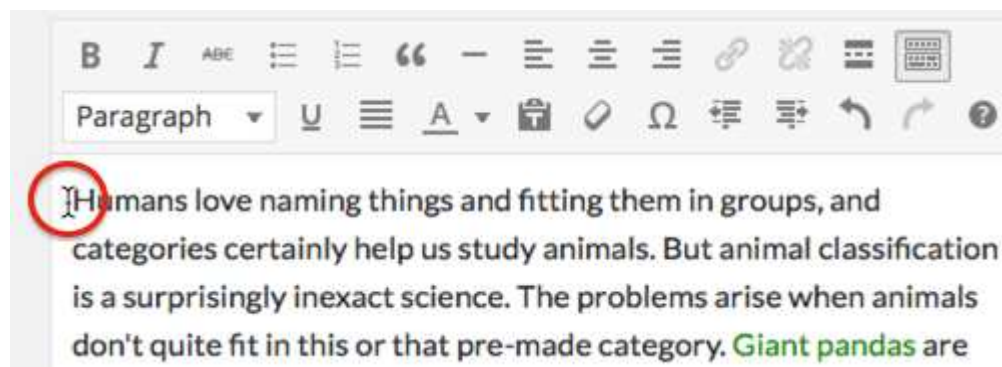 B I ABE
Paragraph U A Ω ?
Humans love naming things and fitting them in groups, and
categories certainly help us study animals. But animal classification
is a surprisingly inexact science. The problems arise when animals
don't quite fit in this or that pre-made category. Giant pandas are